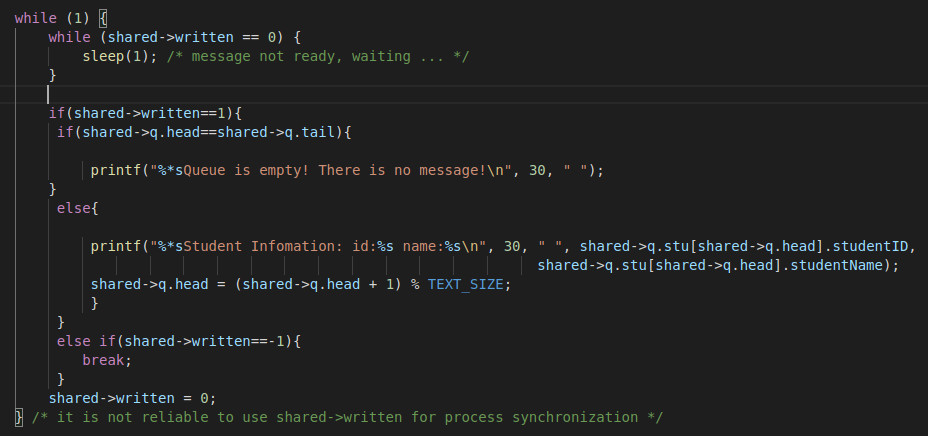 while (1) {
while (shared->written == 0) {
sleep(1); /* message not ready, waiting ... */
}
if(shared->written==1){
if(shared->q.head==shared->q.tail){
printf("%*sQueue is empty! There is no message!\n", 30, " ");
}
else{
printf("%*sStudent Infomation: id:%s name:%s\n", 30, " ", shared->q.stu[shared->q.head].studentID,
shared->q.stu[shared->q.head].studentName);
shared->q.head = (shared->q.head + 1) % TEXT_SIZE;
}
}
else if(shared->written==-1){
break;
}
shared->written = 0;
} /* it is not reliable to use shared->written for process synchronization */